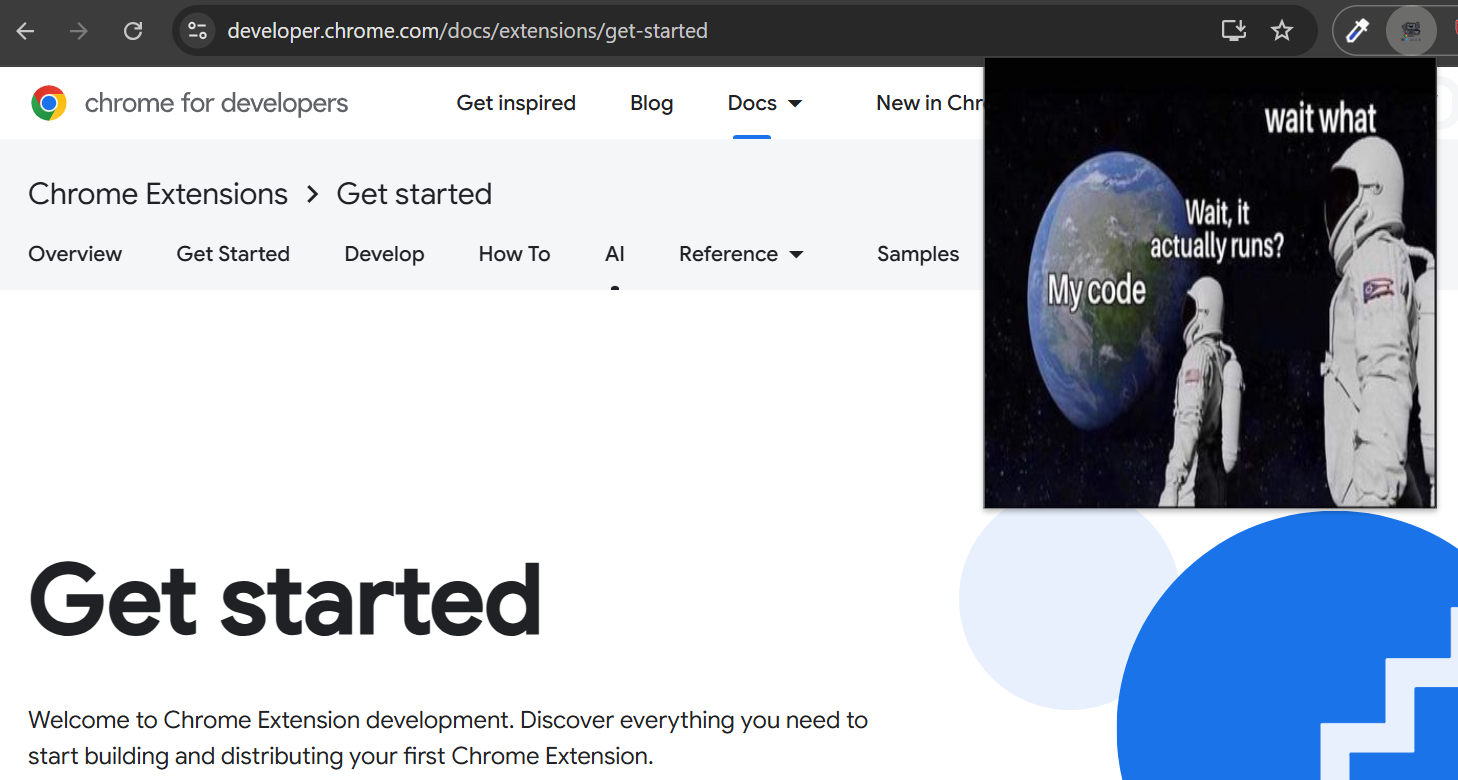 developer.chrome.com/docs/extensions/get-started
chrome for developers
Get inspired
Blog
Docs
New in Chr
Chrome Extensions > Get started
Overview
Get Started
Develop
How To
AI
Reference
Samples
wait what
Wait, it
actually runs?
My code
Get started
Welcome to Chrome Extension development. Discover everything you need to
start building and distributing your first Chrome Extension.